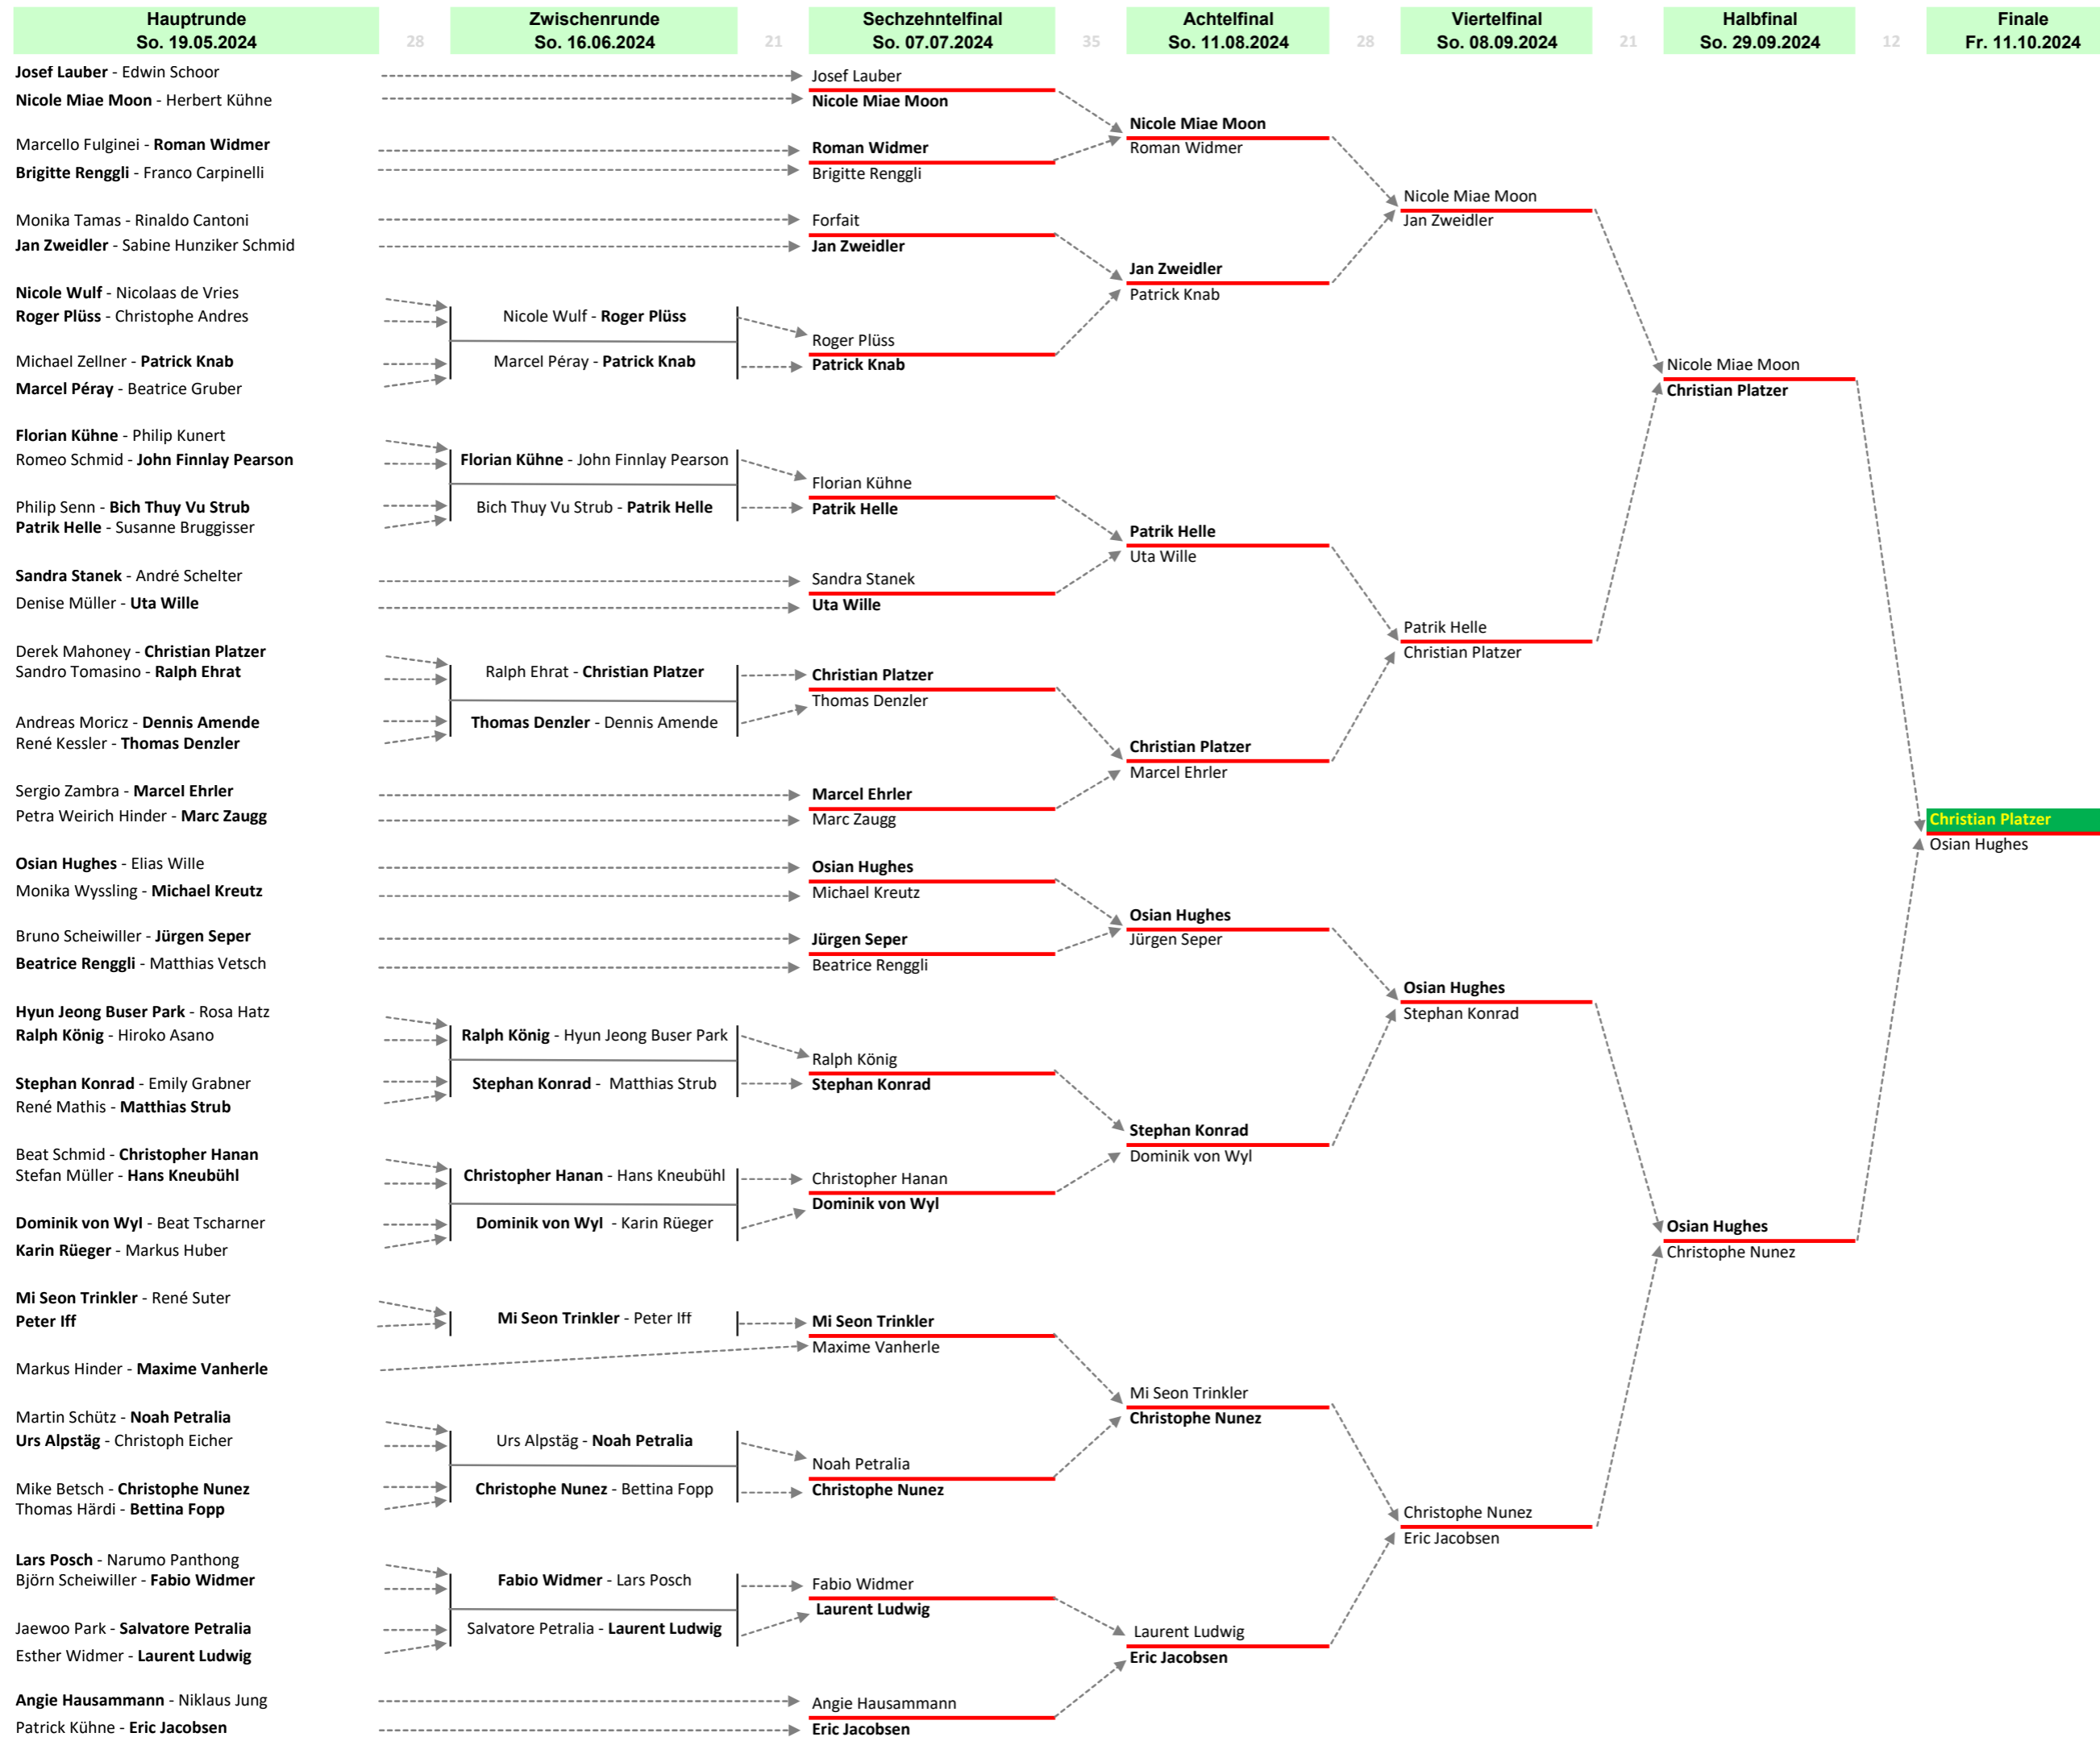 Hauptrunde
So. 19.05.2024
28
Zwischenrunde
So. 16.06.2024
21
Sechzehntelfinal
So. 07.07.2024
35
Achtelfinal
So. 11.08.2024
28
Viertelfinal
So. 08.09.2024
21
Halbfinal
So. 29.09.2024
12
Finale
Fr. 11.10.2024
Josef Lauber - Edwin Schoor
Nicole Miae Moon - Herbert Kühne
Marcello Fulginei - Roman Widmer
Brigitte Renggli - Franco Carpinelli
Monika Tamas - Rinaldo Cantoni
Jan Zweidler - Sabine Hunziker Schmid
Nicole Wulf - Nicolaas de Vries
Roger Plüss - Christophe Andres
Michael Zellner - Patrick Knab
Marcel Péray - Beatrice Gruber
Florian Kühne - Philip Kunert
Romeo Schmid - John Finnlay Pearson
Philip Senn - Bich Thuy Vu Strub
Patrik Helle - Susanne Bruggisser
Sandra Stanek - André Schelter
Denise Müller - Uta Wille
Derek Mahoney - Christian Platzer
Sandro Tomasino - Ralph Ehrat
Andreas Moricz - Dennis Amende
René Kessler - Thomas Denzler
Sergio Zambra - Marcel Ehrler
Petra Weirich Hinder - Marc Zaugg
Osian Hughes - Elias Wille
Monika Wyssling - Michael Kreutz
Bruno Scheiwiller - Jürgen Seper
Beatrice Renggli - Matthias Vetsch
Hyun Jeong Buser Park - Rosa Hatz
Ralph König - Hiroko Asano
Stephan Konrad - Emily Grabner
René Mathis - Matthias Strub
Beat Schmid - Christopher Hanan
Stefan Müller - Hans Kneubühl
Dominik von Wyl - Beat Tscharner
Karin Rüeger - Markus Huber
Mi Seon Trinkler - René Suter
Peter Iff
Markus Hinder - Maxime Vanherle
Martin Schütz - Noah Petralia
Urs Alpstäg - Christoph Eicher
Mike Betsch - Christophe Nunez
Thomas Härdi - Bettina Fopp
Lars Posch - Narumo Panthong
Björn Scheiwiller - Fabio Widmer
Jaewoo Park - Salvatore Petralia
Esther Widmer - Laurent Ludwig
Angie Hausammann - Niklaus Jung
Patrick Kühne - Eric Jacobsen
Nicole Wulf - Roger Plüss
Marcel Péray - Patrick Knab
Florian Kühne - John Finnlay Pearson
Bich Thuy Vu Strub - Patrik Helle
Ralph Ehrat - Christian Platzer
Thomas Denzler - Dennis Amende
Ralph König - Hyun Jeong Buser Park
Stephan Konrad - Matthias Strub
Christopher Hanan - Hans Kneubühl
Dominik von Wyl - Karin Rüeger
Mi Seon Trinkler - Peter Iff
Urs Alpstäg - Noah Petralia
Christophe Nunez - Bettina Fopp
Fabio Widmer - Lars Posch
Salvatore Petralia - Laurent Ludwig
Josef Lauber
Nicole Miae Moon
Roman Widmer
Brigitte Renggli
Forfait
Jan Zweidler
Roger Plüss
Patrick Knab
Florian Kühne
Patrik Helle
Sandra Stanek
Uta Wille
Christian Platzer
Thomas Denzler
Marcel Ehrler
Marc Zaugg
Osian Hughes
Michael Kreutz
Jürgen Seper
Beatrice Renggli
Ralph König
Stephan Konrad
Christopher Hanan
Dominik von Wyl
Mi Seon Trinkler
Maxime Vanherle
Noah Petralia
Christophe Nunez
Fabio Widmer
Laurent Ludwig
Angie Hausammann
Eric Jacobsen
Nicole Miae Moon
Roman Widmer
Jan Zweidler
Patrick Knab
Patrik Helle
Uta Wille
Christian Platzer
Marcel Ehrler
Osian Hughes
Jürgen Seper
Stephan Konrad
Dominik von Wyl
Mi Seon Trinkler
Christophe Nunez
Laurent Ludwig
Eric Jacobsen
Nicole Miae Moon
Jan Zweidler
Patrik Helle
Christian Platzer
Osian Hughes
Stephan Konrad
Christophe Nunez
Eric Jacobsen
Nicole Miae Moon
Christian Platzer
Osian Hughes
Christophe Nunez
Christian Platzer
Osian Hughes